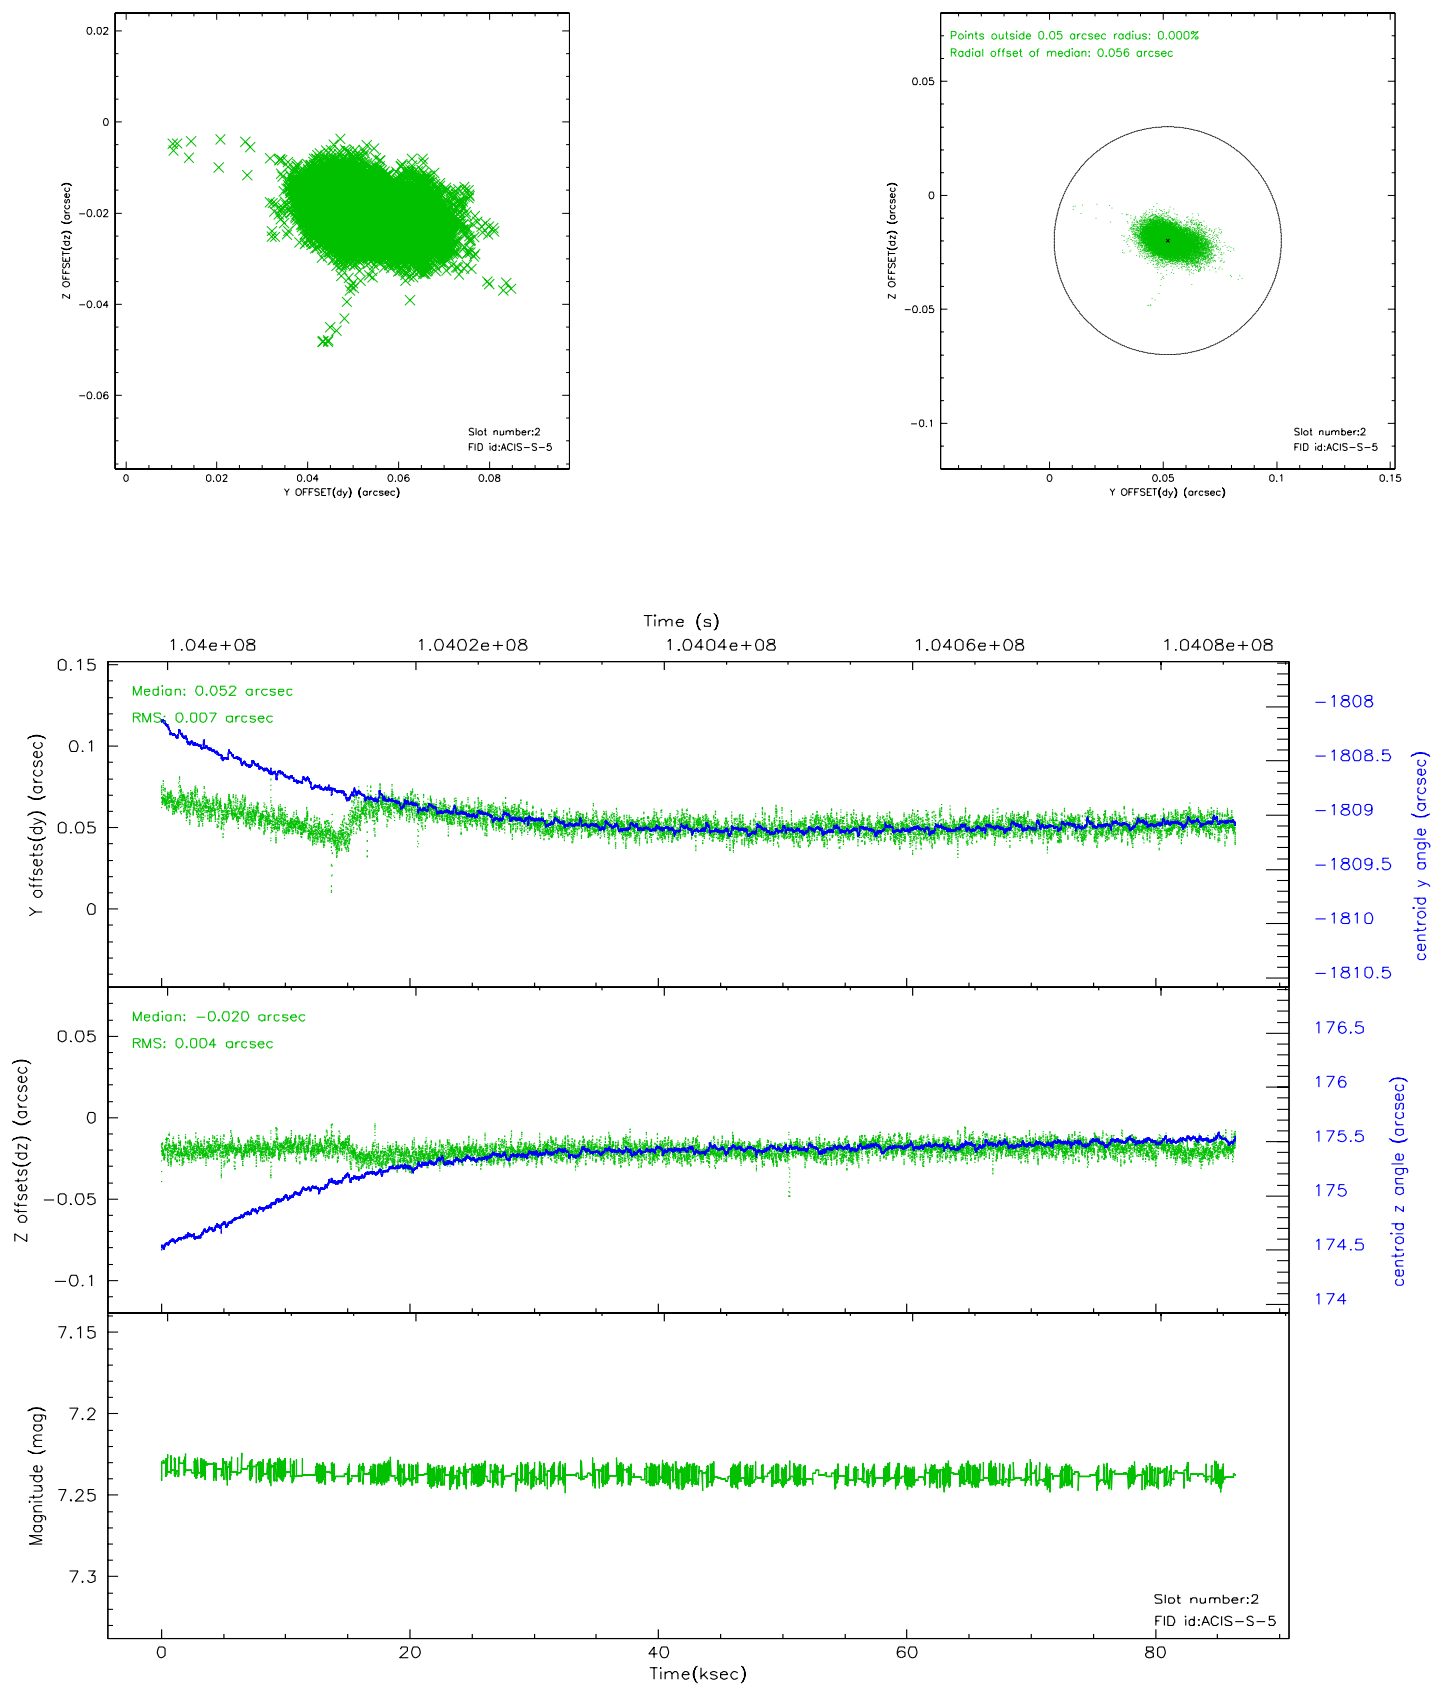 0.02
0
−0.02
−0.04
−0.06
Z OFFSET(dz) (arcsec)
0
0.02
0.04
0.06
0.08
Y OFFSET(dy) (arcsec)
Slot number:2
FID id:ACIS−S−5
Points outside 0.05 arcsec radius: 0.000%
Radial offset of median: 0.056 arcsec
0.05
0
−0.05
−0.1
Z OFFSET(dz) (arcsec)
0
0.05
0.1
0.15
Y OFFSET(dy) (arcsec)
Slot number:2
FID id:ACIS−S−5
Time (s)
1.04e+08
1.0402e+08
1.0404e+08
1.0406e+08
1.0408e+08
0.15
0.1
0.05
0
Y offsets(dy) (arcsec)
Median: 0.052 arcsec
RMS: 0.007 arcsec
−1808
−1808.5
−1809
−1809.5
−1810
−1810.5
centroid y angle (arcsec)
0.05
0
−0.05
−0.1
Z offsets(dz) (arcsec)
Median: −0.020 arcsec
RMS: 0.004 arcsec
176.5
176
175.5
175
174.5
174
centroid z angle (arcsec)
7.15
7.2
7.25
7.3
Magnitude (mag)
Slot number:2
FID id:ACIS−S−5
0
20
40
60
80
Time(ksec)